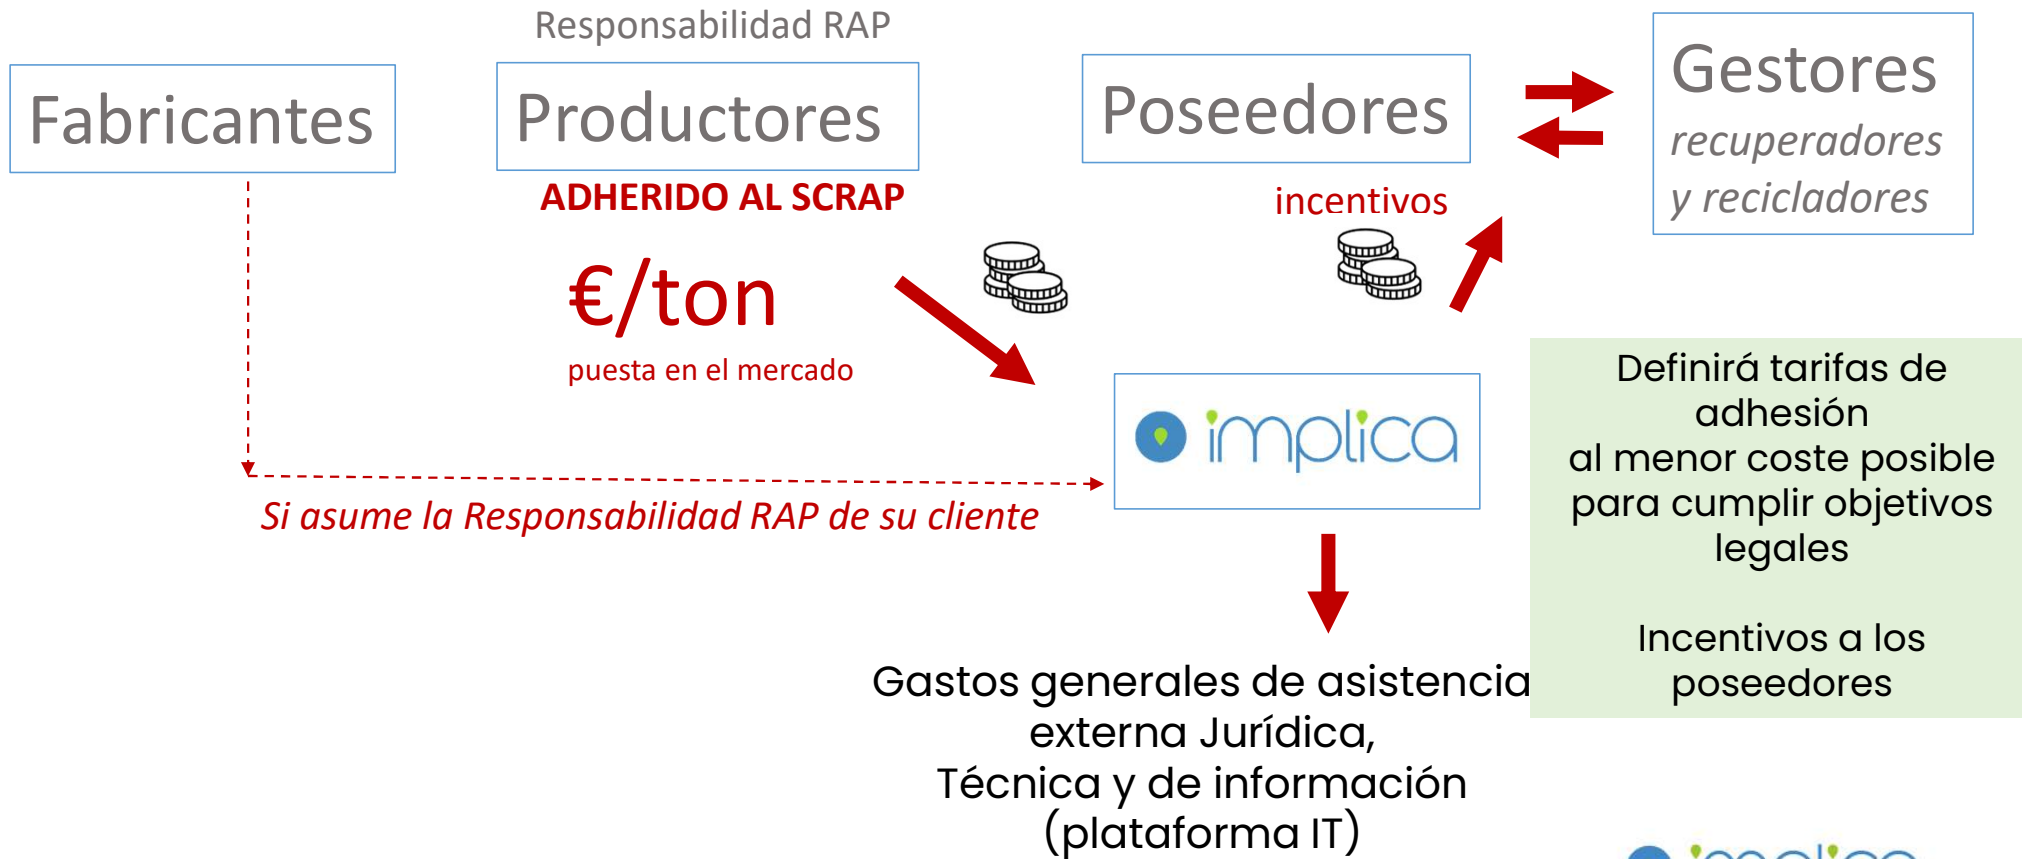 Responsabilidad RAP
Fabricantes
Productores
ADHERIDO AL SCRAP
€/ton
puesta en el mercado
Poseedores
incentivos
Gestores
recuperadores
y recicladores
implica
Si asume la Responsabilidad RAP de su cliente
Definirá tarifas de
adhesión
al menor coste posible
para cumplir objetivos
legales
Incentivos a los
poseedores
Gastos generales de asistencia
externa Jurídica,
Técnica y de información
(plataforma IT)
implica